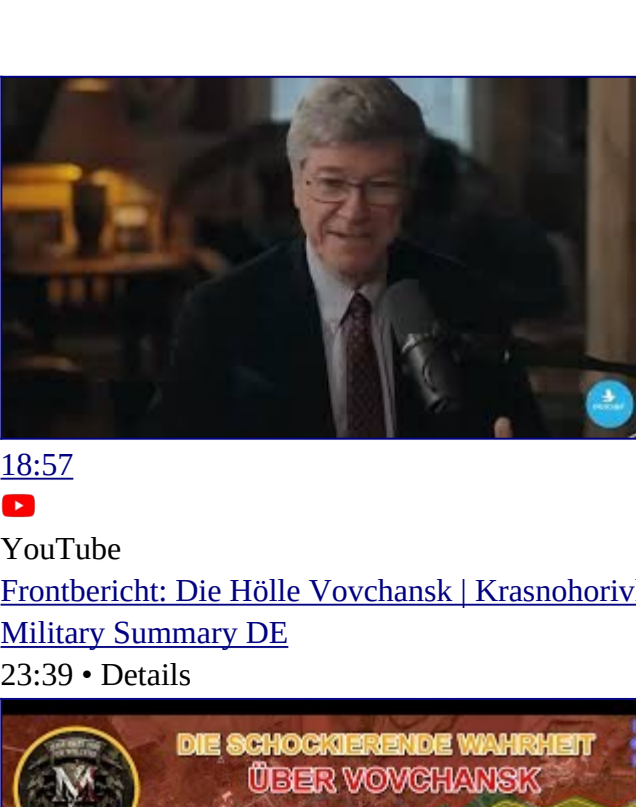 18:57
YouTube
Frontbericht: Die Hölle Vovchansk | Krasnohoriv
Military Summary DE
23:39 • Details
DIE SCHOCKIERENDE WAHRHEIT
ÜBER VOVCHANSK